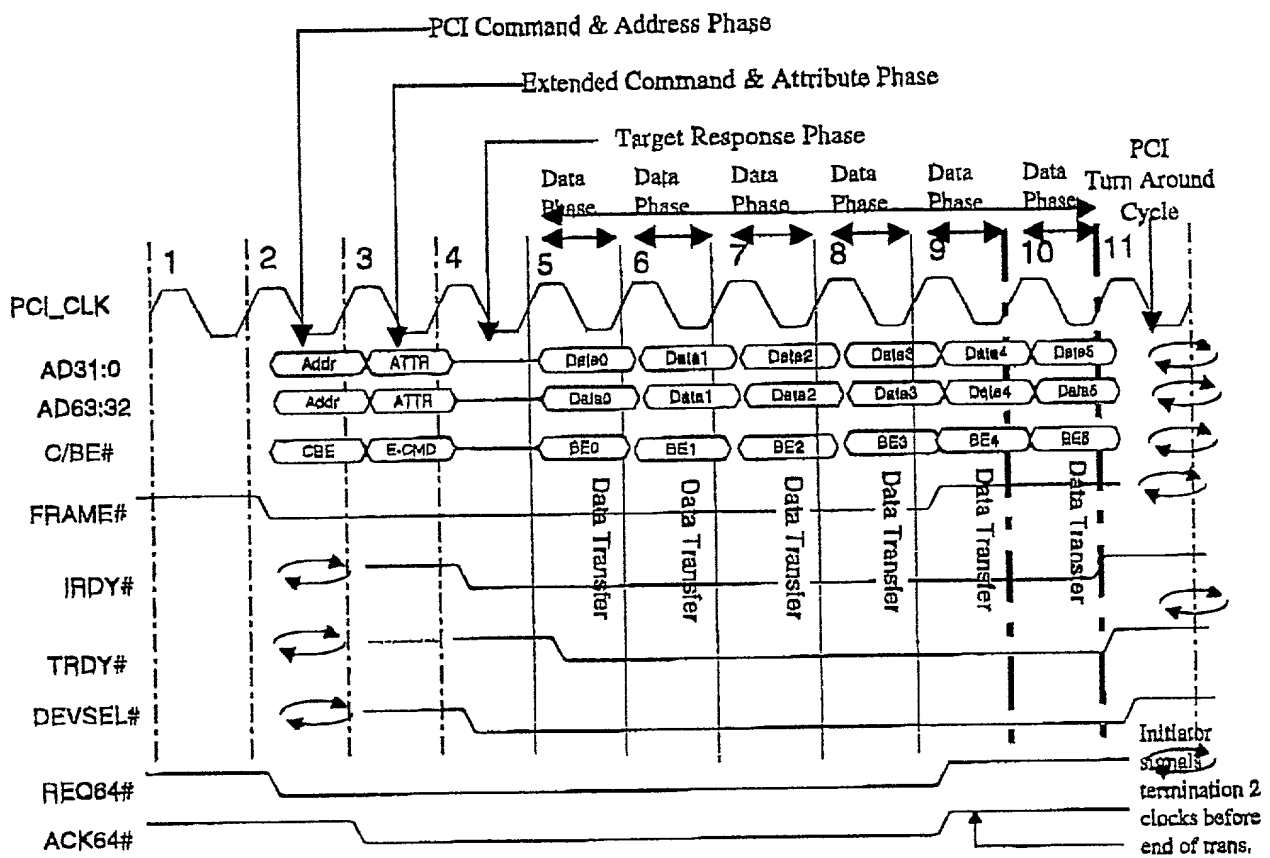 PCI Command & Address Phase
Extended Command & Attribute Phase
Target Response Phase
PCI
Turn Around
Cycle
Data Phase
Data Phase
Data Phase
Data Phase
Data Phase
Data Phase
1 2 3 4 5 6 7 8 9 10 11
PCI_CLK
AD31:0 Addr ATTR Data0 Data1 Data2 Data3 Data4 Data5
AD63:32 Addr ATTR Data0 Data1 Data2 Data3 Data4 Data5
C/BE# CBE E-CMD BE0 BE1 BE2 BE3 BE4 BE5
FRAME#
Data Transfer
Data Transfer
Data Transfer
Data Transfer
Data Transfer
Data Transfer
IRDY#
TRDY#
DEVSEL#
REQ64#
ACK64#
Initiator
signals
termination 2
clocks before
end of trans.